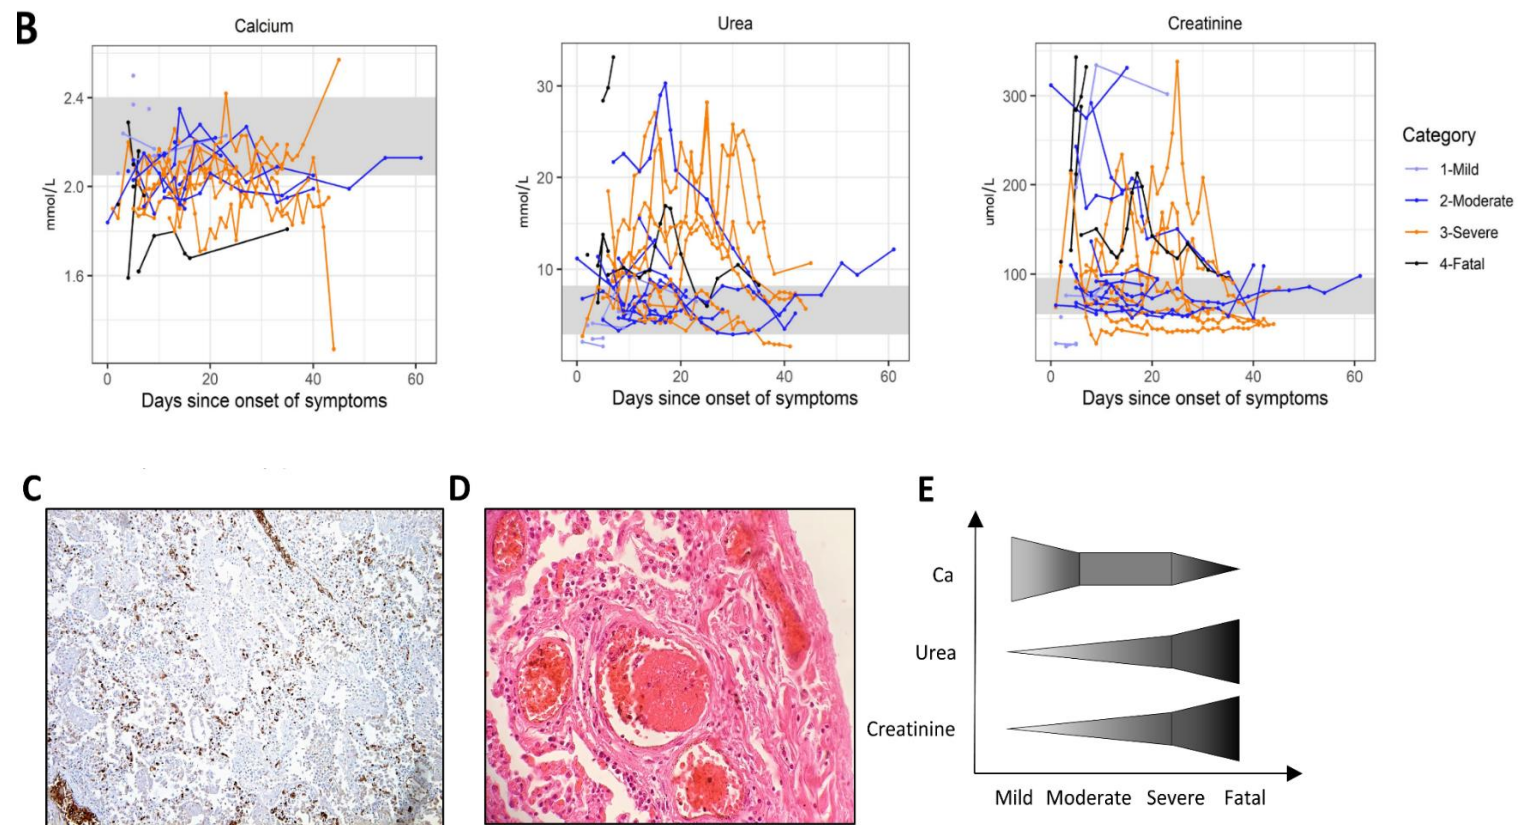 B
Calcium
Urea
Creatinine
mmol/L
2.4
2.0
1.6
0
20
40
60
Days since onset of symptoms
mmol/L
30
20
10
0
20
40
60
Days since onset of symptoms
umol/L
300
200
100
0
20
40
60
Days since onset of symptoms
Category
1-Mild
2-Moderate
3-Severe
4-Fatal
C
D
E
Ca
Urea
Creatinine
Mild Moderate Severe Fatal